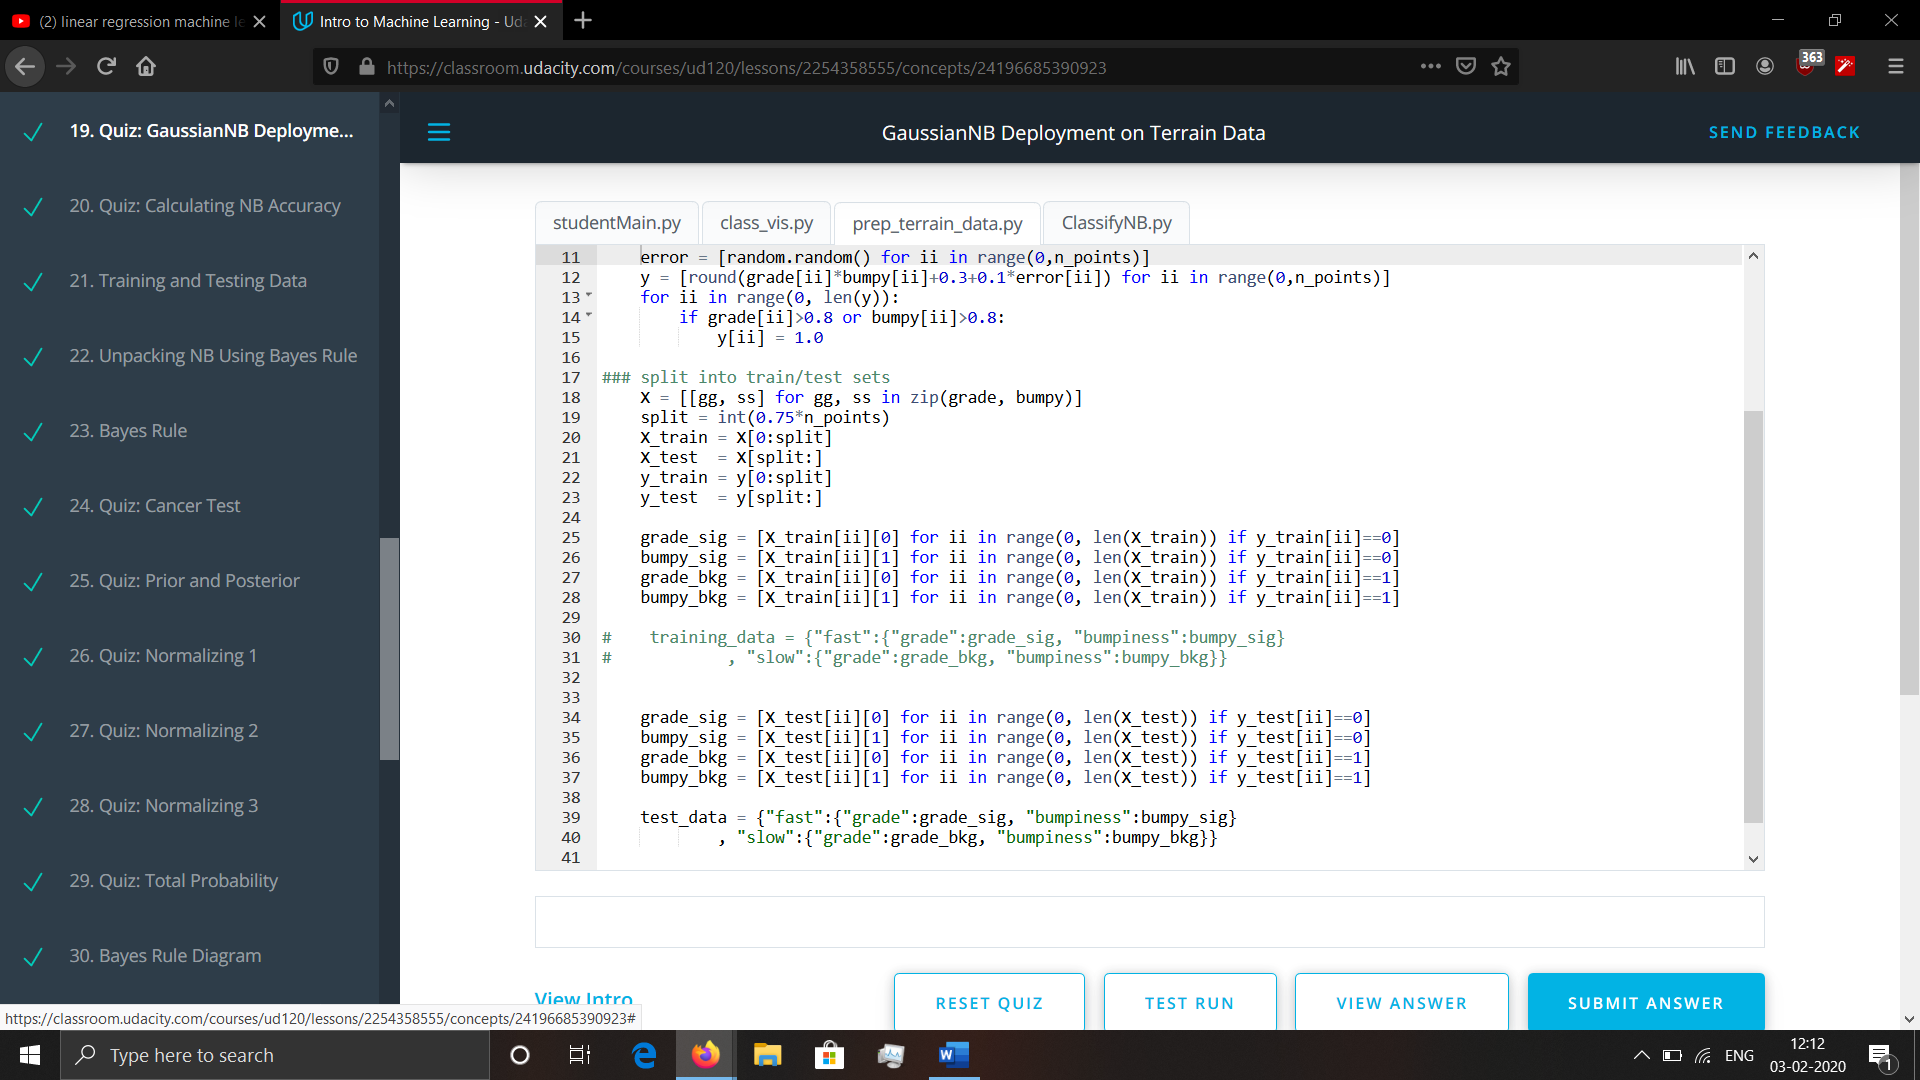 (2) linear regression machine le
Intro to Machine Learning - Uda
https://classroom.udacity.com/courses/ud120/lessons/2254358555/concepts/24196685390923
363
19. Quiz: GaussianNB Deployme...
20. Quiz: Calculating NB Accuracy
21. Training and Testing Data
22. Unpacking NB Using Bayes Rule
23. Bayes Rule
24. Quiz: Cancer Test
25. Quiz: Prior and Posterior
26. Quiz: Normalizing 1
27. Quiz: Normalizing 2
28. Quiz: Normalizing 3
29. Quiz: Total Probability
30. Bayes Rule Diagram
GaussianNB Deployment on Terrain Data
SEND FEEDBACK
studentMain.py
class_vis.py
prep_terrain_data.py
ClassifyNB.py
11 error = [random.random() for ii in range(0,n_points)]
12 y = [round(grade[ii]*bumpy[ii]+0.3+0.1*error[ii]) for ii in range(0,n_points)]
13 for ii in range(0, len(y)):
14 if grade[ii]>0.8 or bumpy[ii]>0.8:
15 y[ii] = 1.0
16
17 ### split into train/test sets
18 X = [[gg, ss] for gg, ss in zip(grade, bumpy)]
19 split = int(0.75*n_points)
20 X_train = X[0:split]
21 X_test  = X[split:]
22 y_train = y[0:split]
23 y_test  = y[split:]
24
25 grade_sig = [X_train[ii][0] for ii in range(0, len(X_train)) if y_train[ii]==0]
26 bumpy_sig = [X_train[ii][1] for ii in range(0, len(X_train)) if y_train[ii]==0]
27 grade_bkg = [X_train[ii][0] for ii in range(0, len(X_train)) if y_train[ii]==1]
28 bumpy_bkg = [X_train[ii][1] for ii in range(0, len(X_train)) if y_train[ii]==1]
29
30 #    training_data = {"fast":{"grade":grade_sig, "bumpiness":bumpy_sig}
31 #            , "slow":{"grade":grade_bkg, "bumpiness":bumpy_bkg}}
32
33
34 grade_sig = [X_test[ii][0] for ii in range(0, len(X_test)) if y_test[ii]==0]
35 bumpy_sig = [X_test[ii][1] for ii in range(0, len(X_test)) if y_test[ii]==0]
36 grade_bkg = [X_test[ii][0] for ii in range(0, len(X_test)) if y_test[ii]==1]
37 bumpy_bkg = [X_test[ii][1] for ii in range(0, len(X_test)) if y_test[ii]==1]
38
39 test_data = {"fast":{"grade":grade_sig, "bumpiness":bumpy_sig}
40 , "slow":{"grade":grade_bkg, "bumpiness":bumpy_bkg}}
41
View Intro
RESET QUIZ
TEST RUN
VIEW ANSWER
SUBMIT ANSWER
https://classroom.udacity.com/courses/ud120/lessons/2254358555/concepts/24196685390923#
Type here to search
ENG
12:12
03-02-2020
1